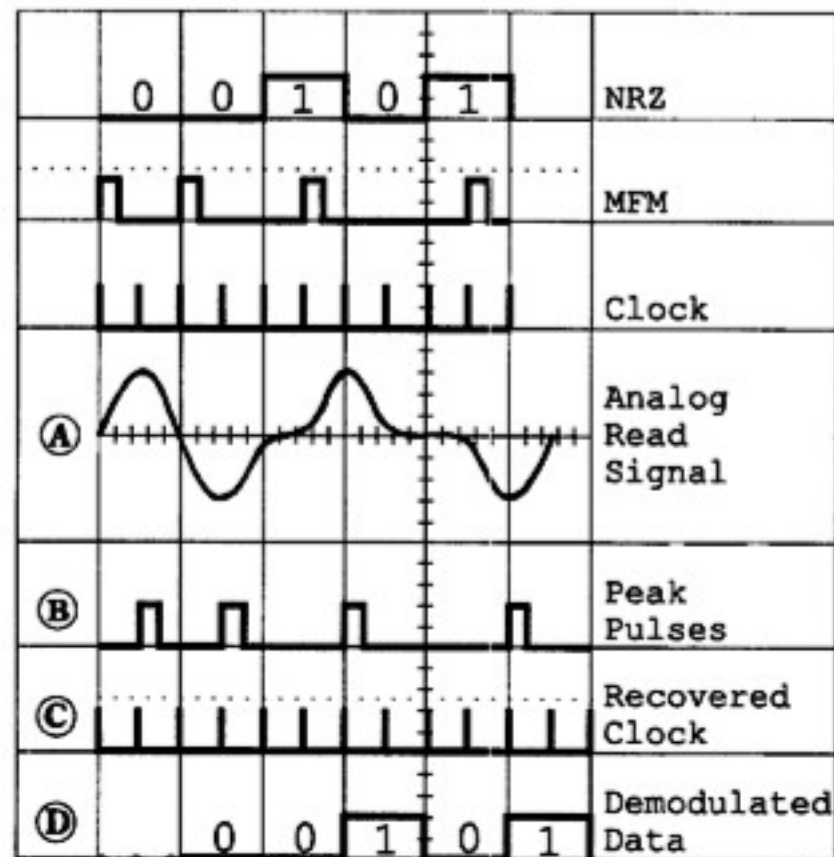 0 0 1 0 1 NRZ
MFM
Clock
A
Analog
Read
Signal
B
Peak
Pulses
C
Recovered
Clock
D
0 0 1 0 1
Demodulated
Data